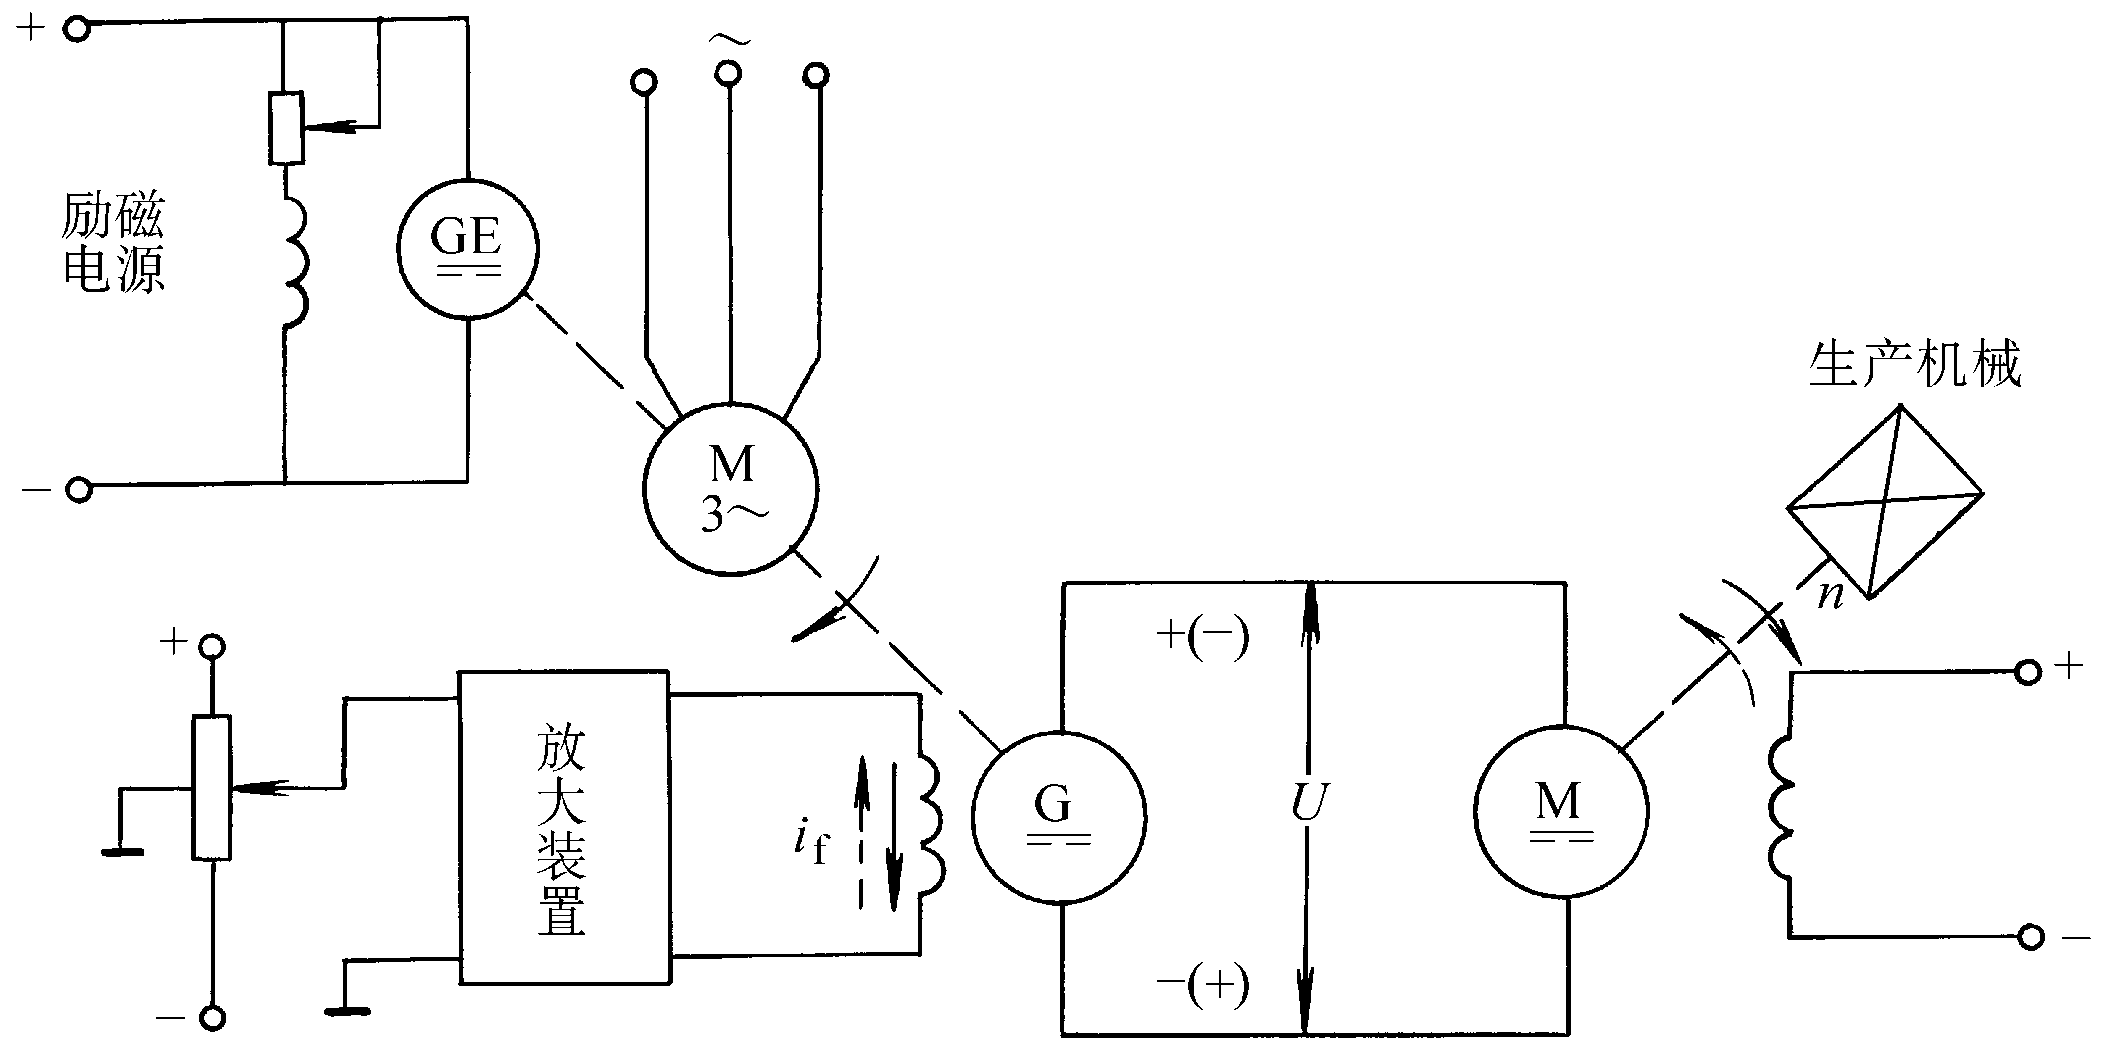 +
~
励磁
电源
GE
−
M
3~
生产机械
n
+
放大装置
i_f
−
G
+(−)
U
−(+)
M
+
−